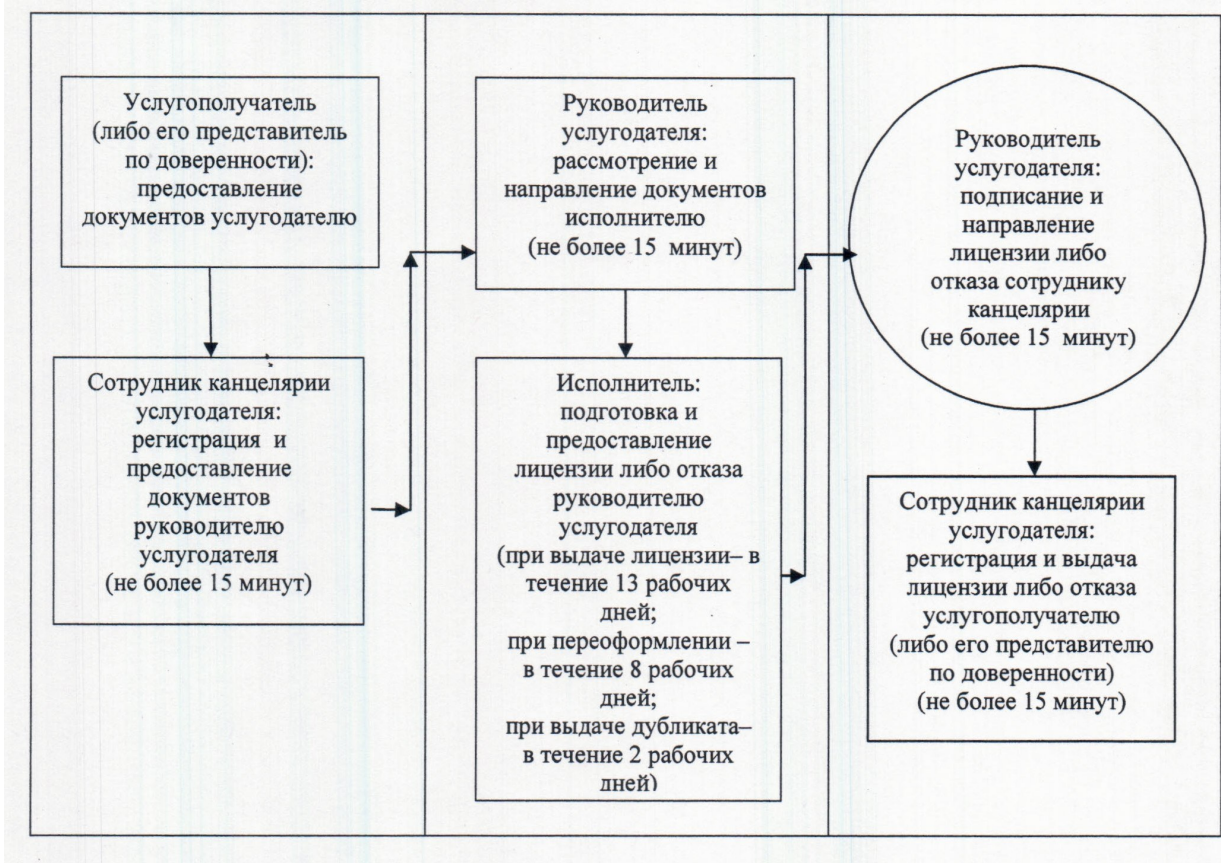 Услугополучатель
(либо его представитель
по доверенности):
предоставление
документов услугодателю
Сотрудник канцелярии
услугодателя:
регистрация и
предоставление
документов
руководителю
услугодателя
(не более 15 минут)
Руководитель
услугодателя:
рассмотрение и
направление документов
исполнителю
(не более 15 минут)
Исполнитель:
подготовка и
предоставление
лицензии либо отказа
руководителю
услугодателя
(при выдаче лицензии– в
течение 13 рабочих
дней;
при переоформлении –
в течение 8 рабочих
дней;
при выдаче дубликата–
в течение 2 рабочих
дней)
Руководитель
услугодателя:
подписание и
направление
лицензии либо
отказа сотруднику
канцелярии
(не более 15 минут)
Сотрудник канцелярии
услугодателя:
регистрация и выдача
лицензии либо отказа
услугополучателю
(либо его представителю
по доверенности)
(не более 15 минут)